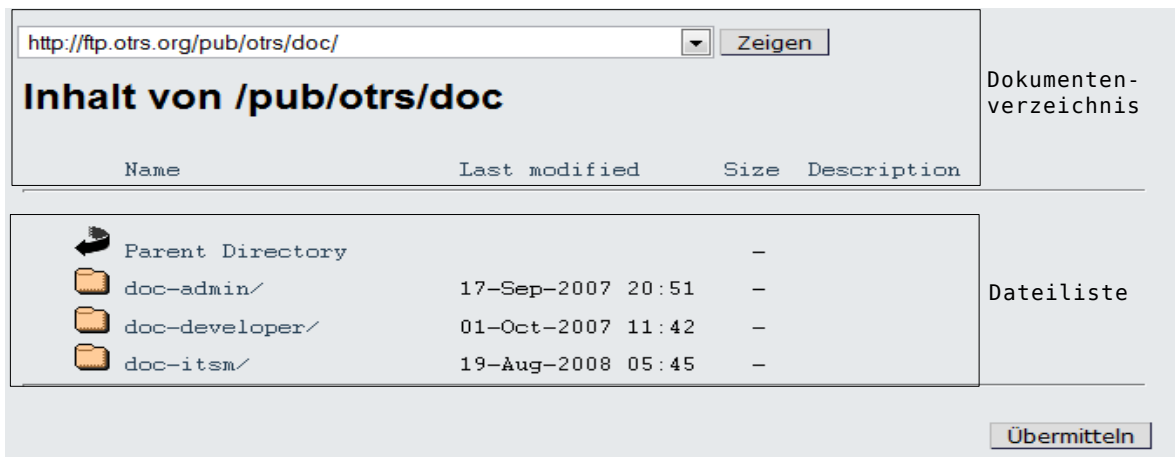 http://ftp.otrs.org/pub/otrs/doc/ Zeigen
Inhalt von /pub/otrs/doc
Dokumenten-
verzeichnis
Name Last modified Size Description
Parent Directory –
doc–admin/ 17–Sep–2007 20:51 –
doc–developer/ 01–Oct–2007 11:42 –
doc–itsm/ 19–Aug–2008 05:45 –
Dateiliste
Übermitteln